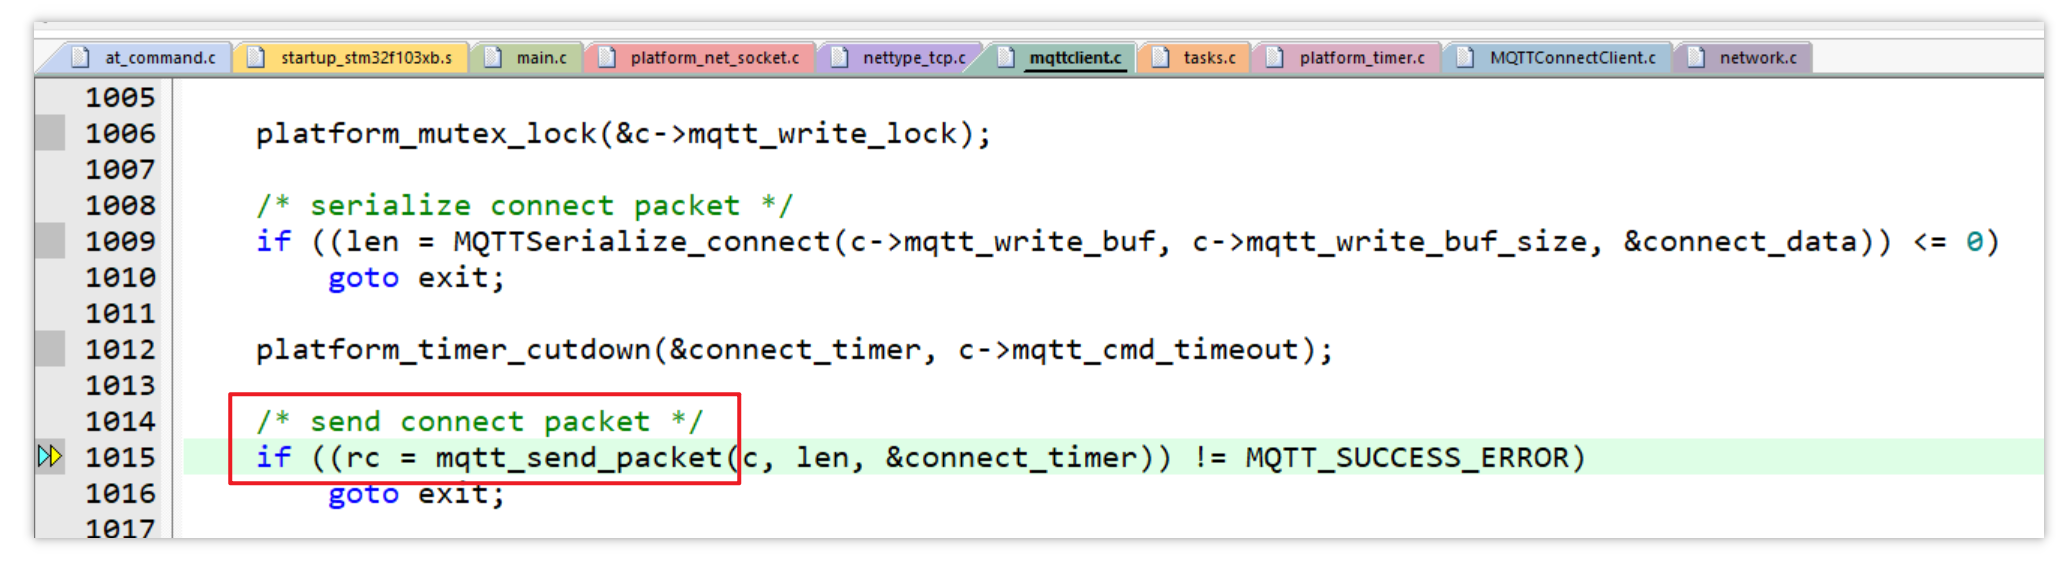 at_command.c startup_stm32f103xb.s main.c platform_net_socket.c nettype_tcp.c mqttclient.c tasks.c platform_timer.c MQTTConnectClient.c network.c
1005
1006 platform_mutex_lock(&c->mqtt_write_lock);
1007
1008 /* serialize connect packet */
1009 if ((len = MQTTSerialize_connect(c->mqtt_write_buf, c->mqtt_write_buf_size, &connect_data)) <= 0)
1010 goto exit;
1011
1012 platform_timer_cutdown(&connect_timer, c->mqtt_cmd_timeout);
1013
1014 /* send connect packet */
1015 if ((rc = mqtt_send_packet(c, len, &connect_timer)) != MQTT_SUCCESS_ERROR)
1016 goto exit;
1017